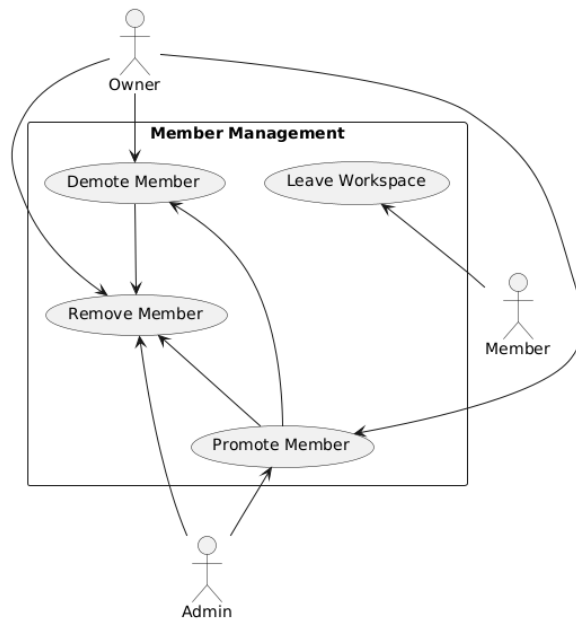 Owner
Member Management
Demote Member
Leave Workspace
Remove Member
Member
Promote Member
Admin